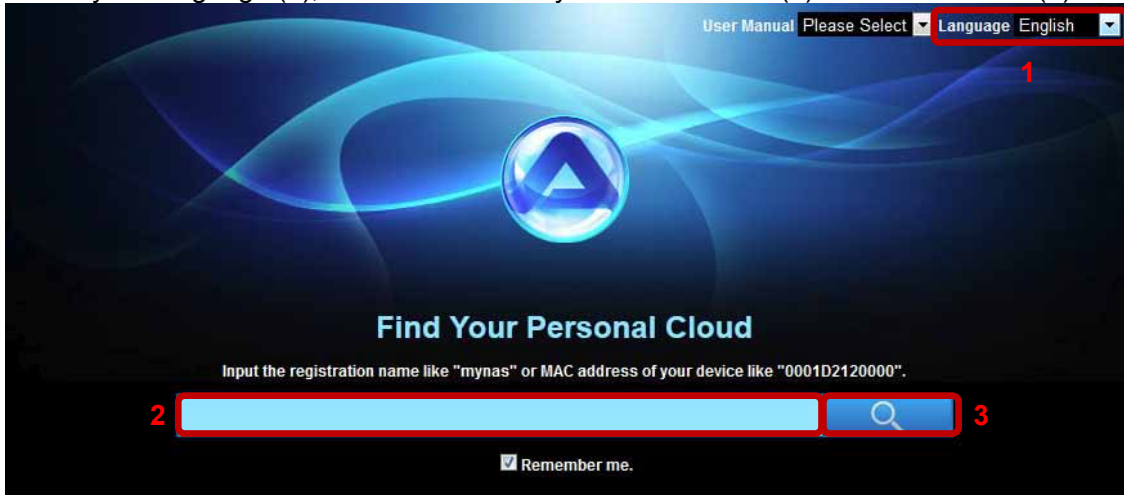 User Manual Please Select Language English
1
Find Your Personal Cloud
Input the registration name like "mynas" or MAC address of your device like "0001D2120000".
2 3
Remember me.